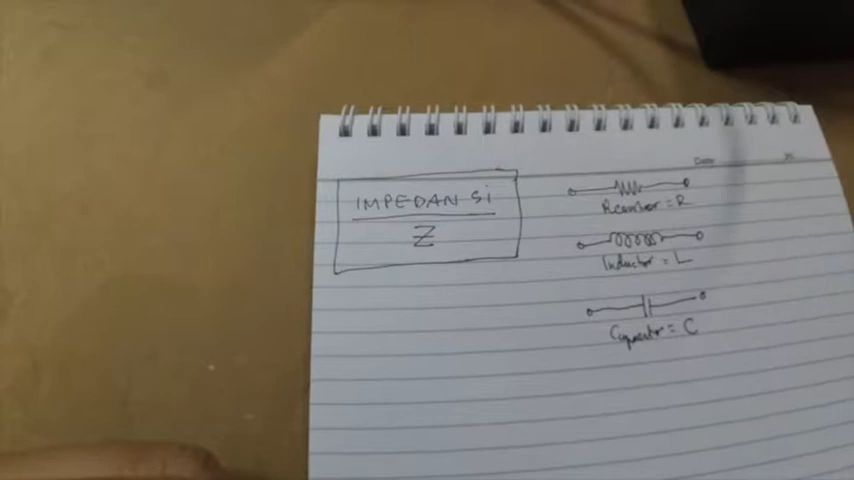 IMPEDANSI
Z
Resistor = R
Inductor = L
Capacitor = C